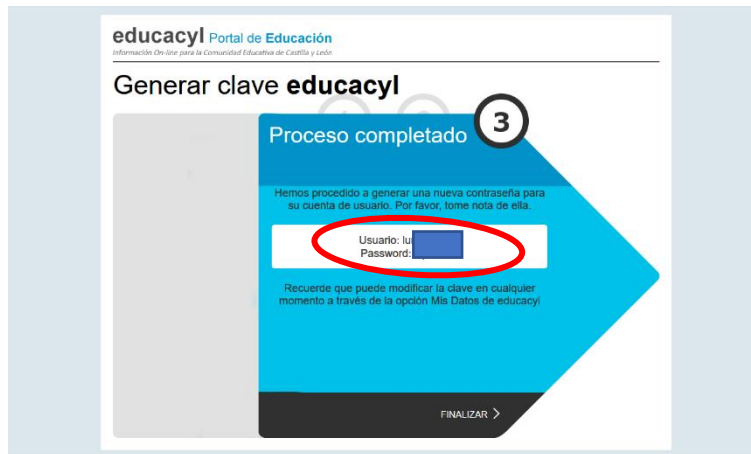 educacyl Portal de Educación
Información On-line para la Comunidad Educativa de Castilla y León
Generar clave educacyl
3
Proceso completado
Hemos procedido a generar una nueva contraseña para
su cuenta de usuario. Por favor, tome nota de ella.
Usuario: lu
Password:
Recuerde que puede modificar la clave en cualquier
momento a través de la opción Mis Datos de educacyl
FINALIZAR >